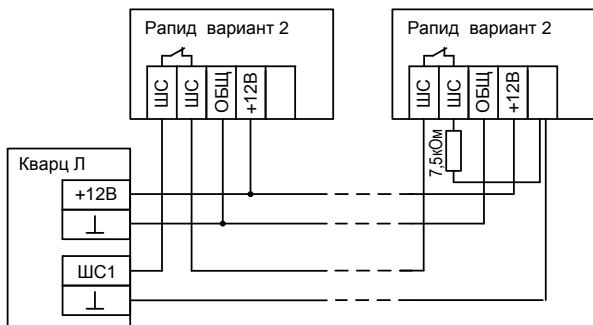 Рапид вариант 2
Рапид вариант 2
ШС
ШС
ОБЩ
+12В
ШС
ШС
ОБЩ
+12В
7,5кОм
Кварц Л
+12В
⊥
ШС1
⊥